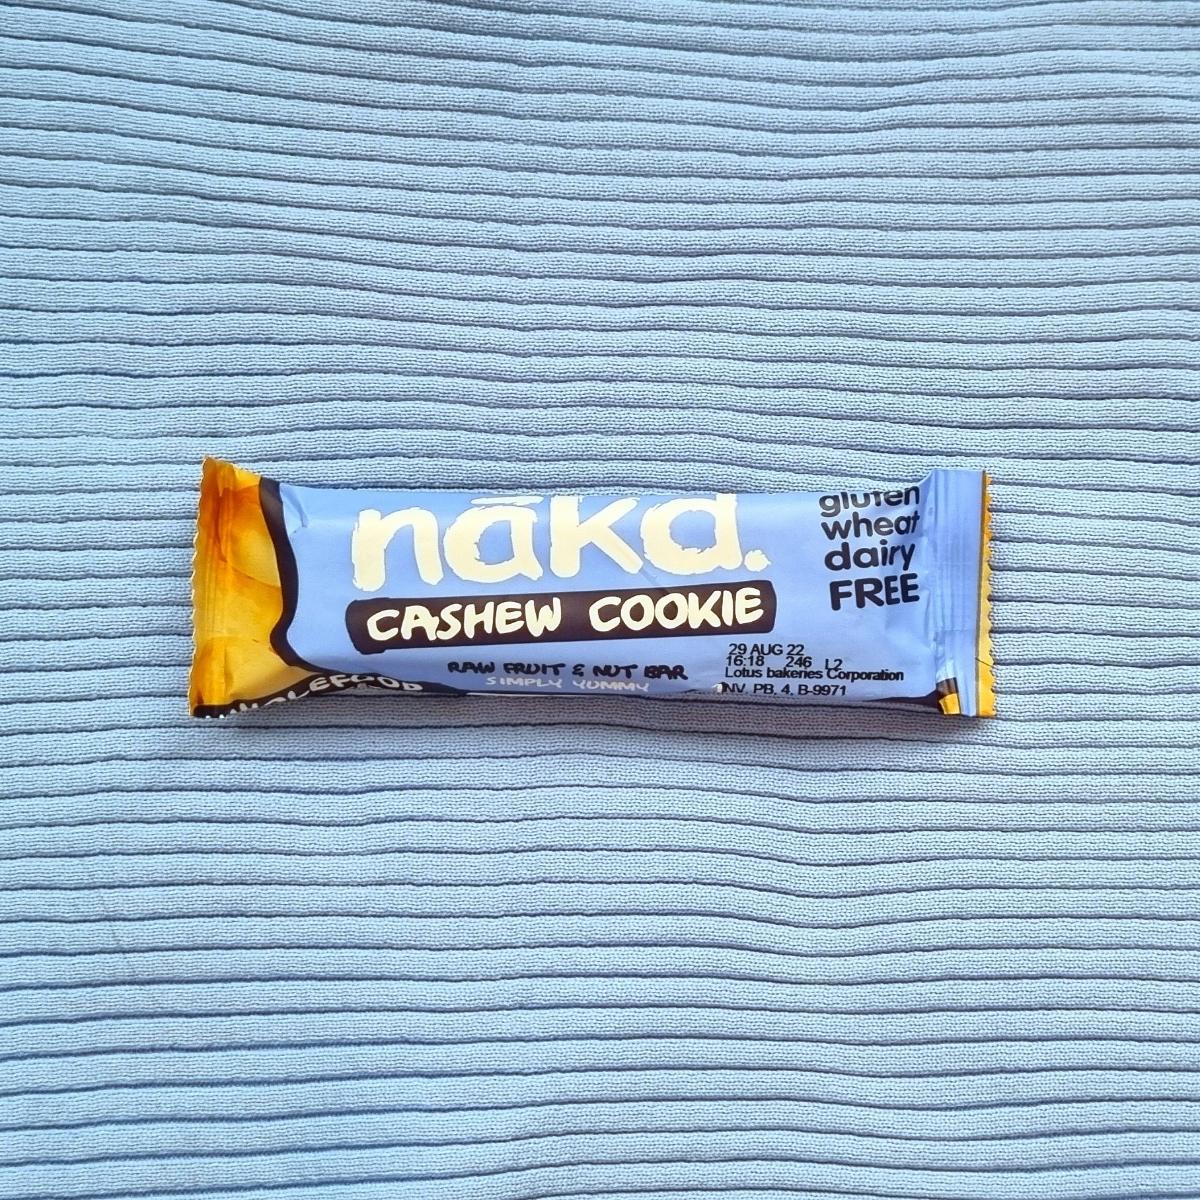 nākd.
CASHEW COOKIE
RAW FRUIT & NUT BAR
SIMPLY YUMMY
gluten
wheat
dairy
FREE
29 AUG 22
16:18 246 L2
Lotus bakeries Corporation
NV. PB, 4, B-9971
WHOLEFOOD